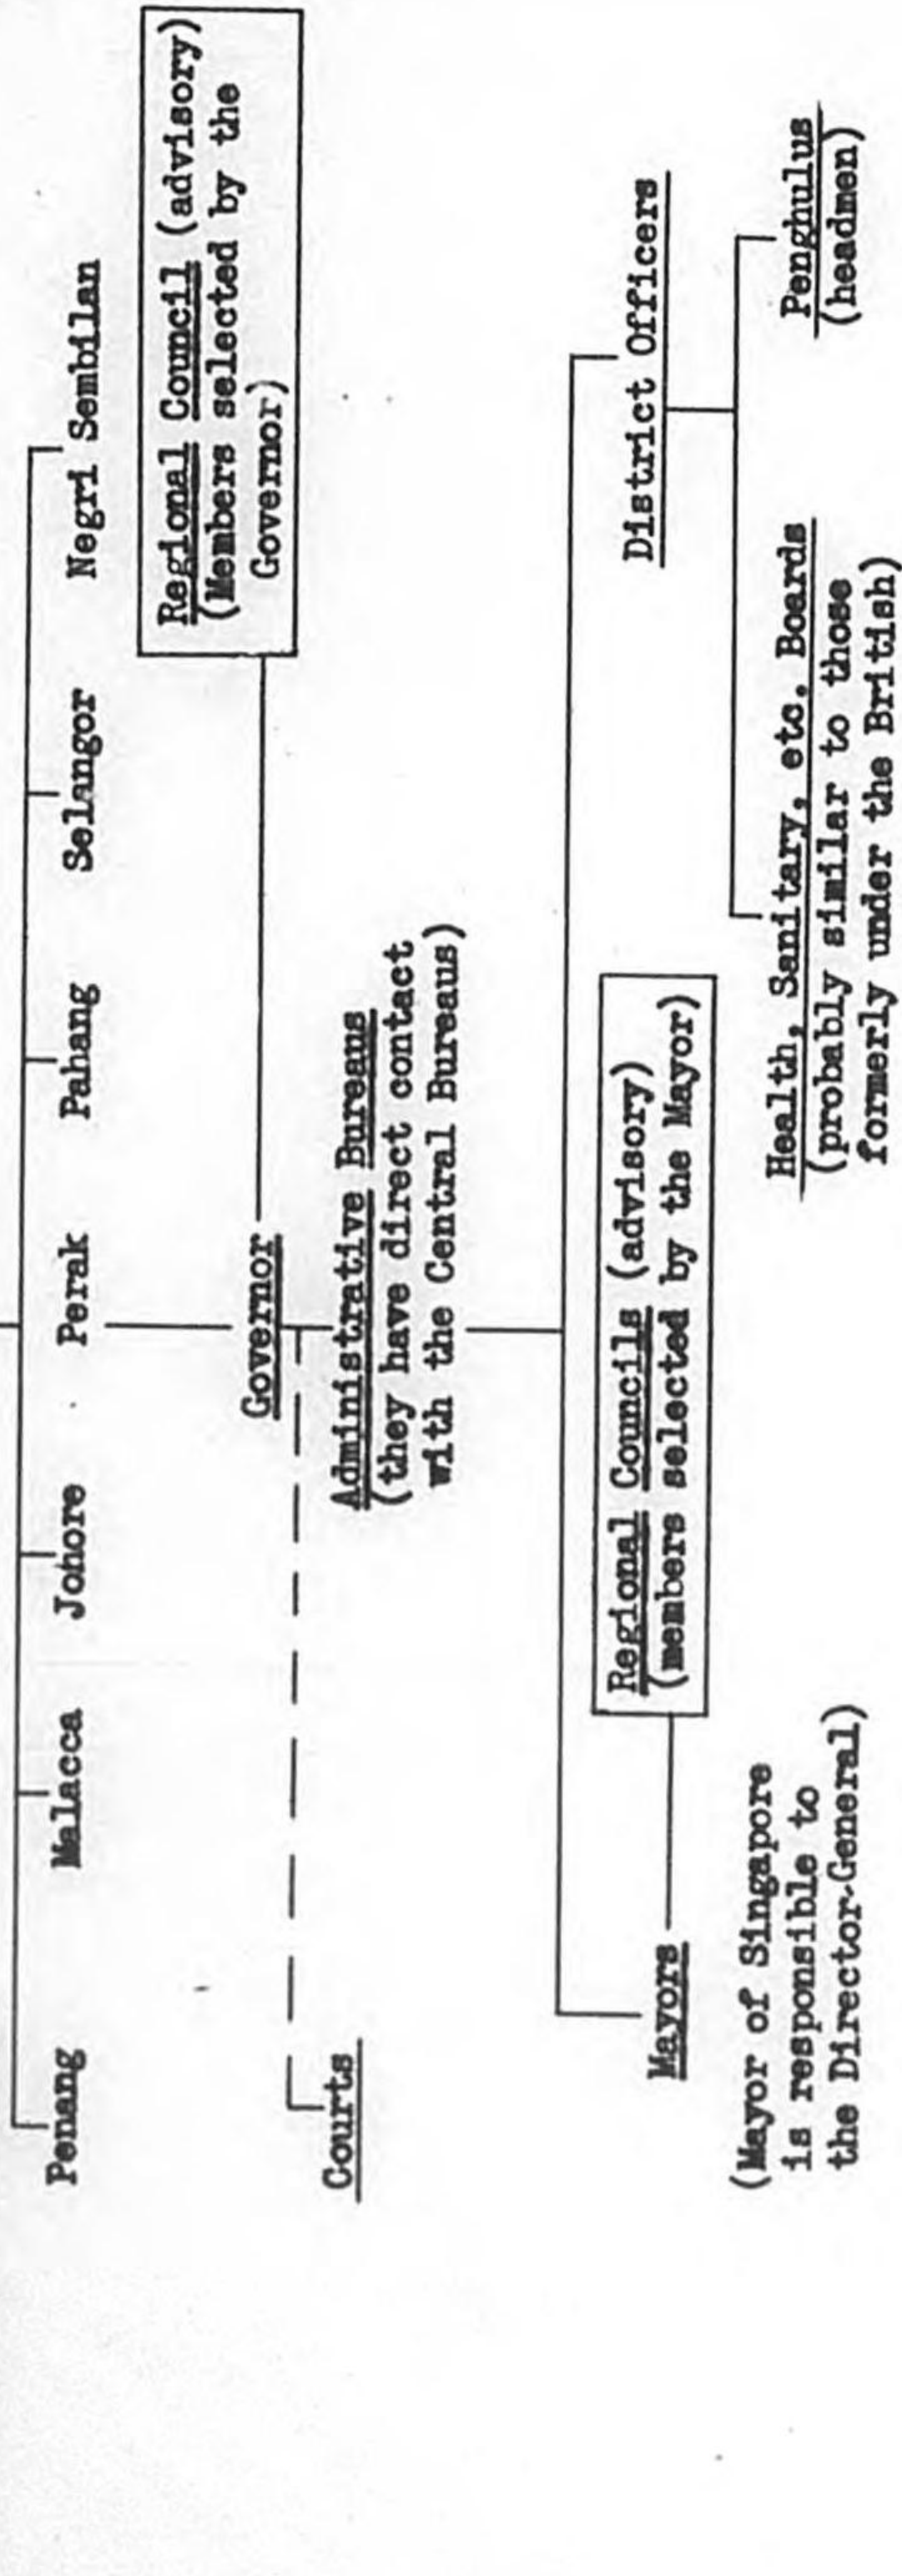 Penang Malacca Johore Perak Pahang Selangor Negri Sembilan
Regional Council (advisory)
(Members selected by the
Governor)
Governor
Courts
Administrative Bureaus
(they have direct contact
with the Central Bureaus)
Mayors
Regional Councils (advisory)
(members selected by the Mayor)
District Officers
(Mayor of Singapore
is responsible to
the Director-General)
Health, Sanitary, etc. Boards
(probably similar to those
formerly under the British)
Penghulus
(headmen)